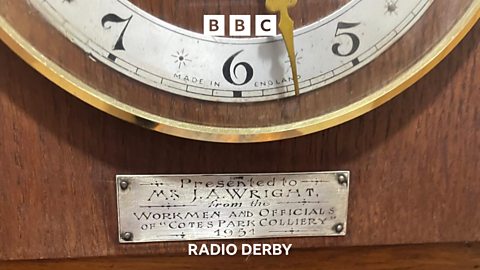 BBC
7 6 5
MADE IN ENGLAND
Presented to
MR J. A. WRIGHT.
from the
WORKMEN AND OFFICIALS
OF "COTES PARK COLLIERY"
1951
RADIO DERBY